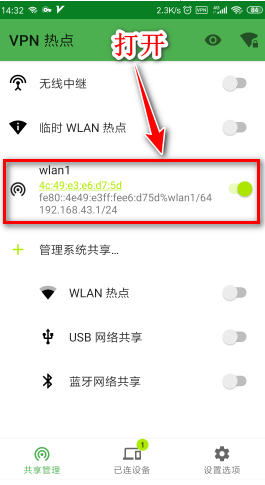 14:32 2.3K/s VPN 4G 84
VPN 热点
打开
无线中继
临时 WLAN 热点
wlan1
4c:49:e3:e6:d7:5d
fe80::4e49:e3ff:fee6:d75d%wlan1/64
192.168.43.1/24
管理系统共享…
WLAN 热点
USB 网络共享
蓝牙网络共享
1
共享管理 已连设备 设置选项